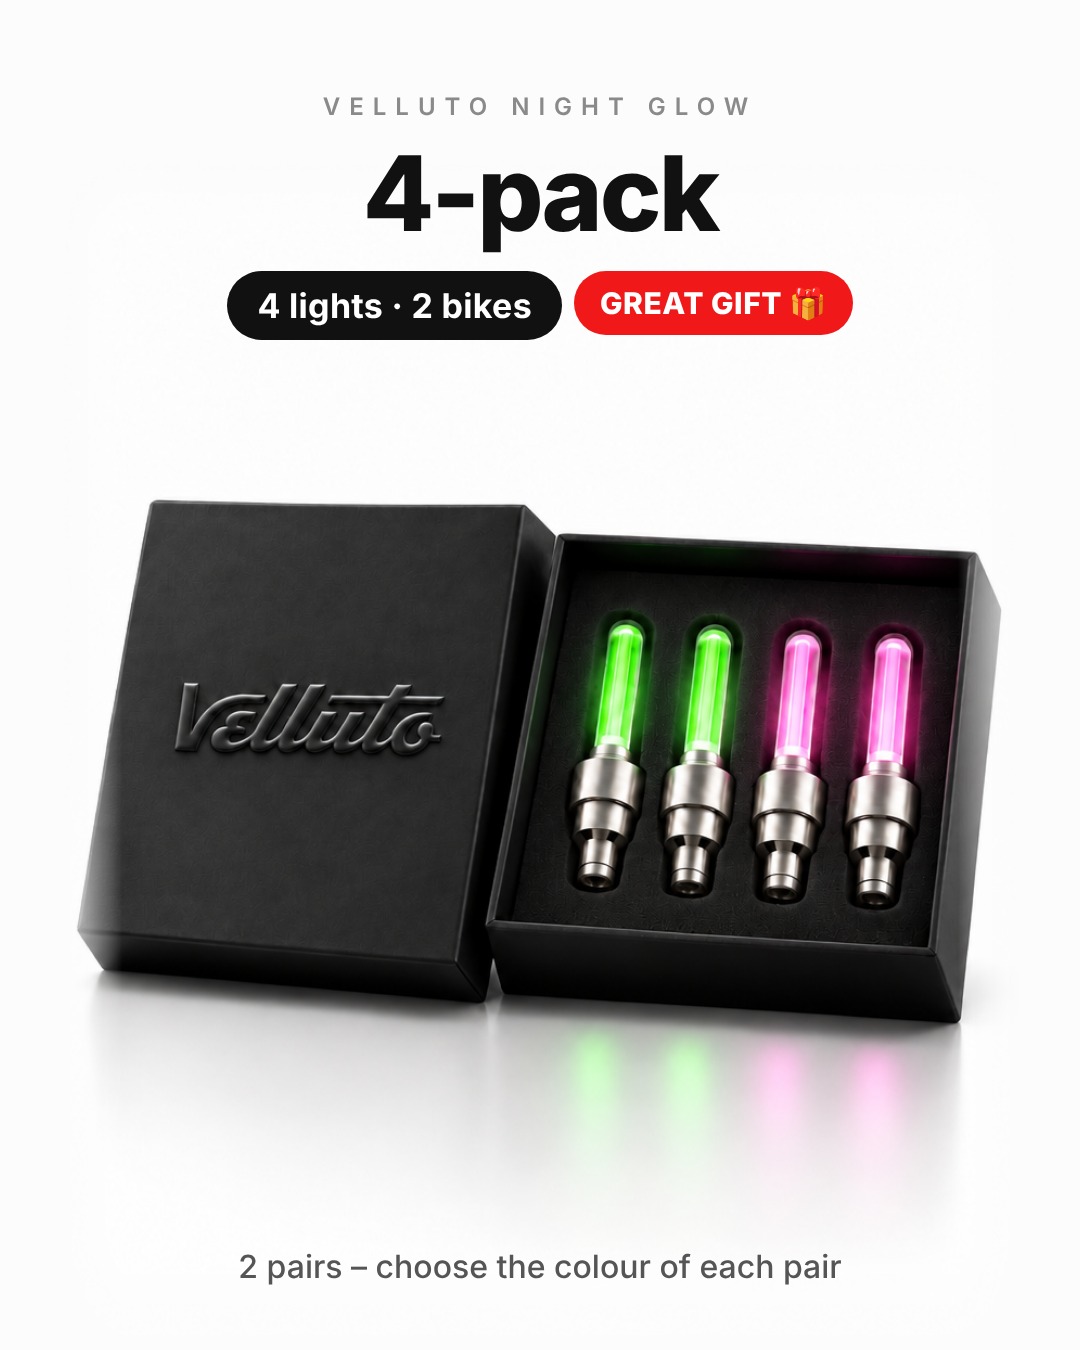 VELLUTO NIGHT GLOW
4-pack
4 lights · 2 bikes
GREAT GIFT 🎁
Velluto
2 pairs – choose the colour of each pair